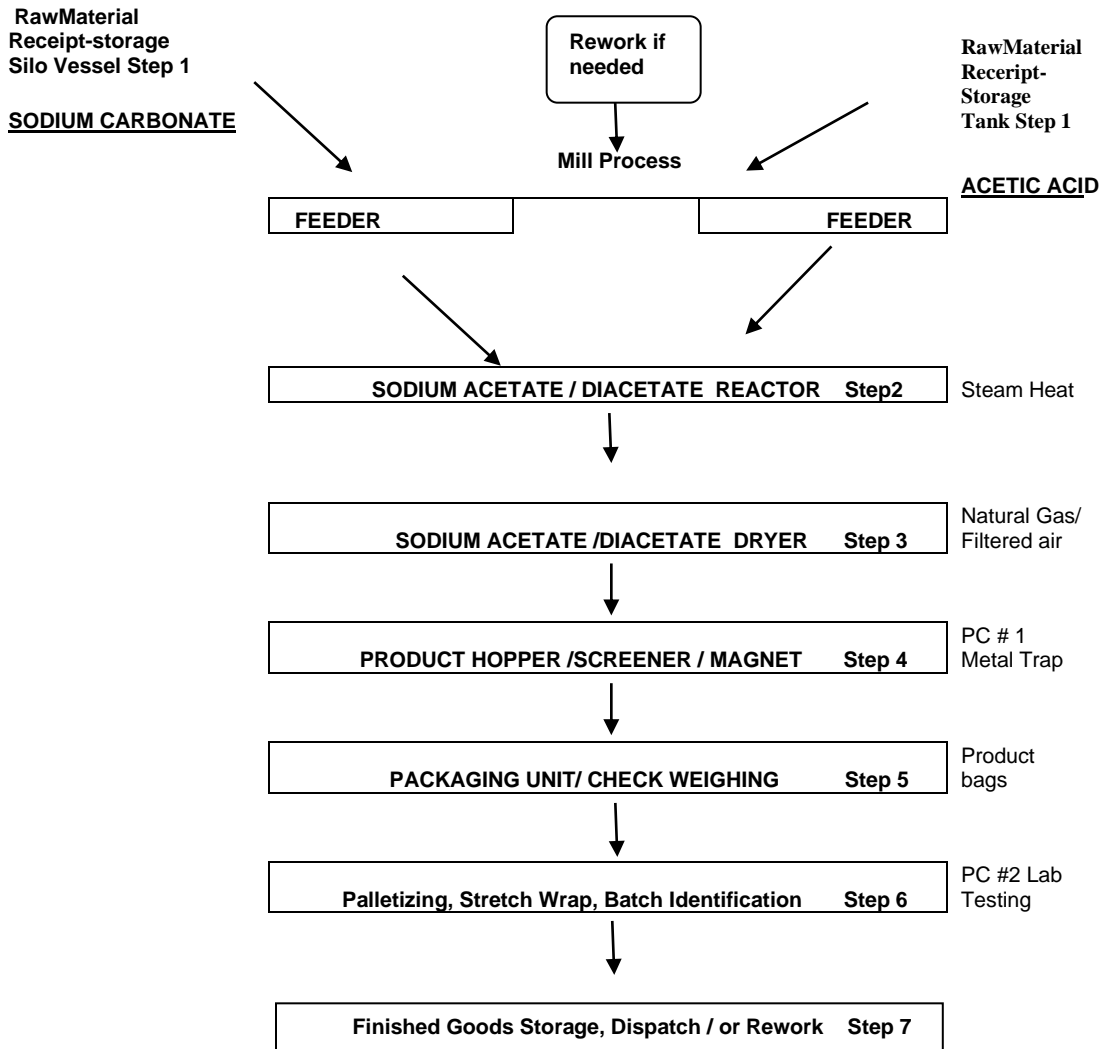 RawMaterial
Receipt-storage
Silo Vessel Step 1
SODIUM CARBONATE
Rework if
needed
Mill Process
RawMaterial
Receript-
Storage
Tank Step 1
ACETIC ACID
FEEDER
FEEDER
SODIUM ACETATE / DIACETATE REACTOR Step2
Steam Heat
SODIUM ACETATE /DIACETATE DRYER Step 3
Natural Gas/
Filtered air
PRODUCT HOPPER /SCREENER / MAGNET Step 4
PC # 1
Metal Trap
PACKAGING UNIT/ CHECK WEIGHING Step 5
Product
bags
Palletizing, Stretch Wrap, Batch Identification Step 6
PC #2 Lab
Testing
Finished Goods Storage, Dispatch / or Rework Step 7